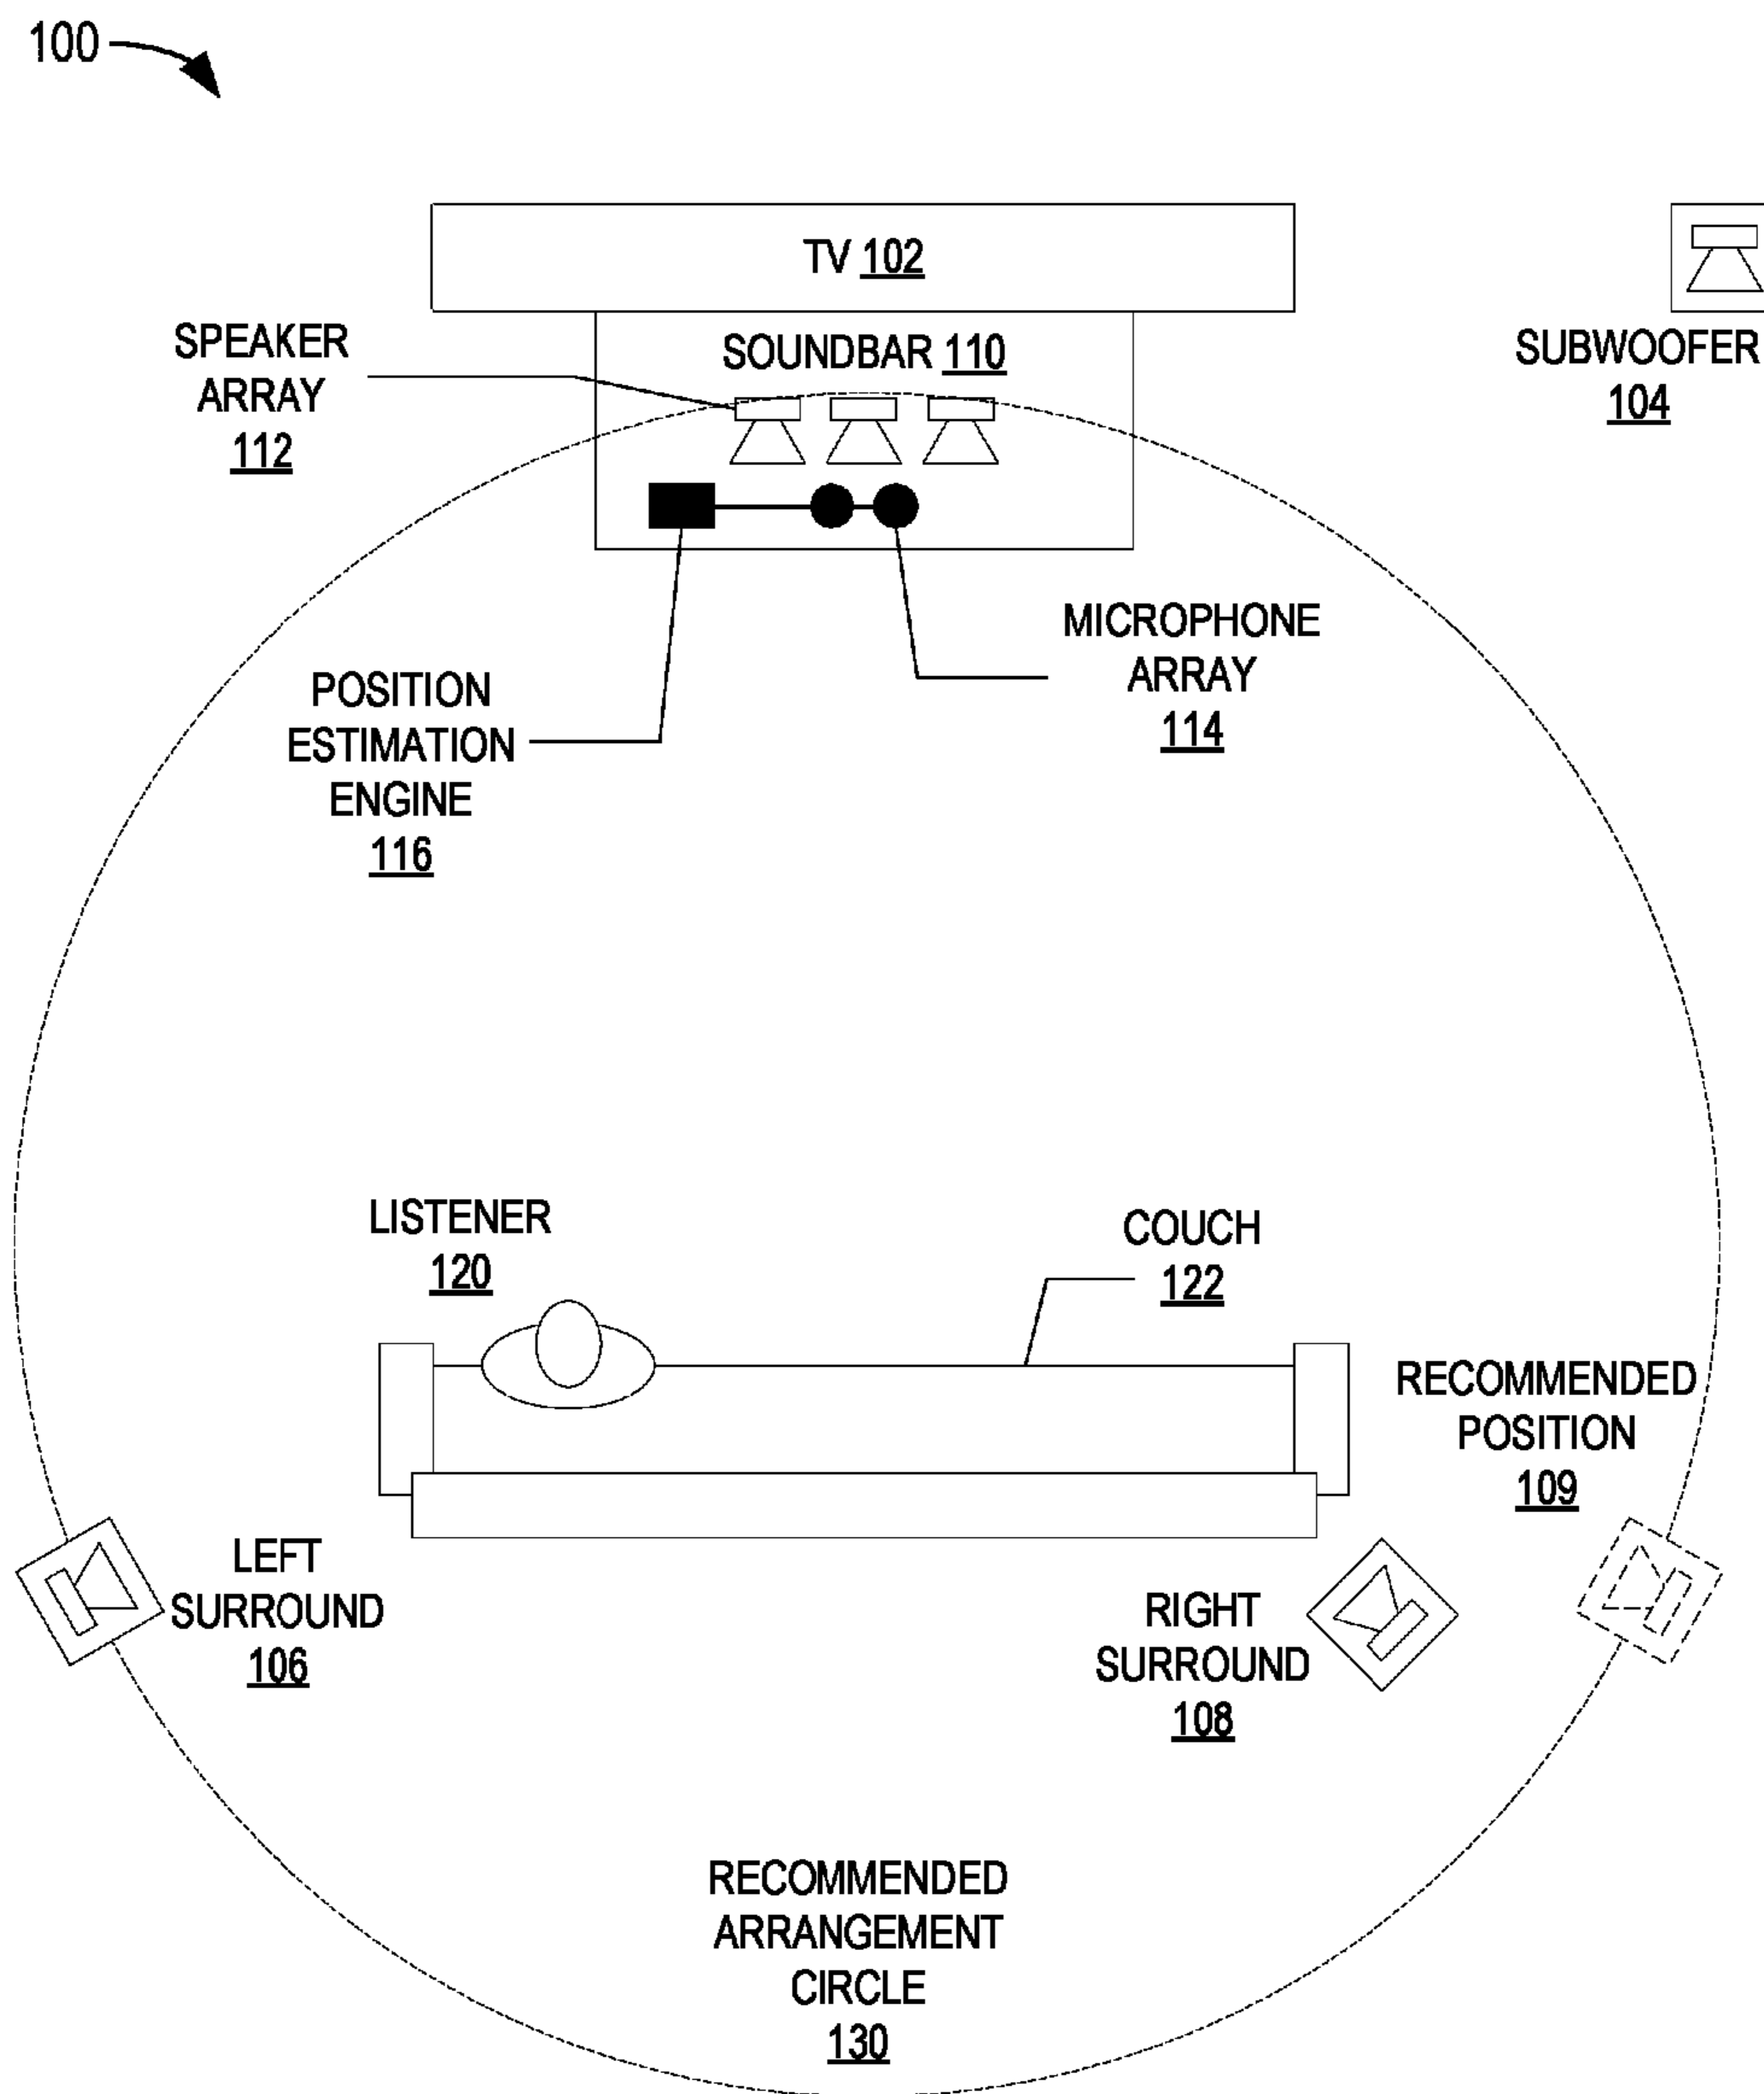 100
TV 102
SPEAKER
ARRAY
112
SOUNDBAR 110
SUBWOOFER
104
MICROPHONE
ARRAY
114
POSITION
ESTIMATION
ENGINE
116
LISTENER
120
COUCH
122
RECOMMENDED
POSITION
109
LEFT
SURROUND
106
RIGHT
SURROUND
108
RECOMMENDED
ARRANGEMENT
CIRCLE
130